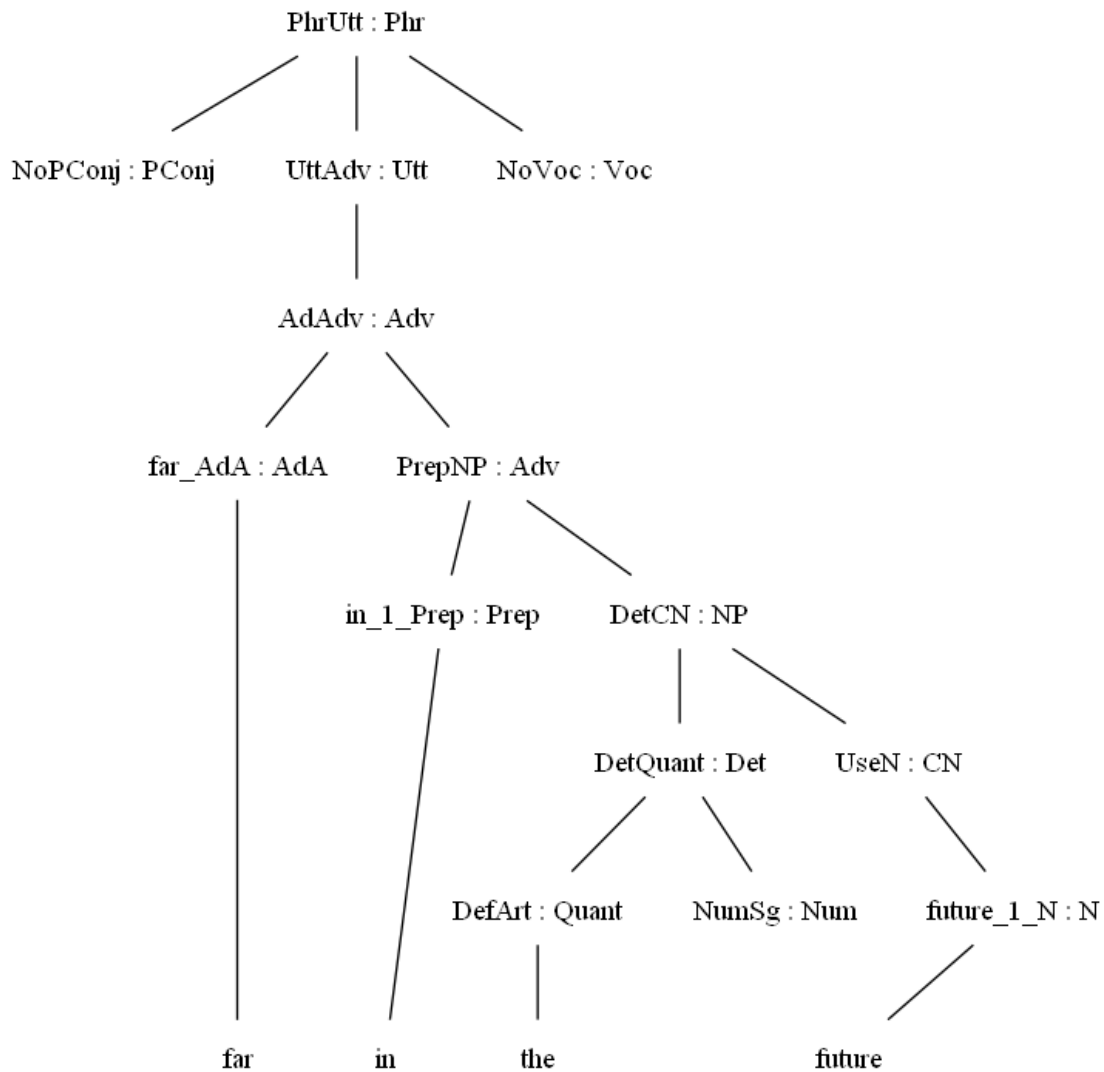 PhrUtt : Phr
NoPConj : PConj UttAdv : Utt NoVoc : Voc
AdAdv : Adv
far_AdA : AdA PrepNP : Adv
in_1_Prep : Prep DetCN : NP
DetQuant : Det UseN : CN
DefArt : Quant NumSg : Num future_1_N : N
far in the future